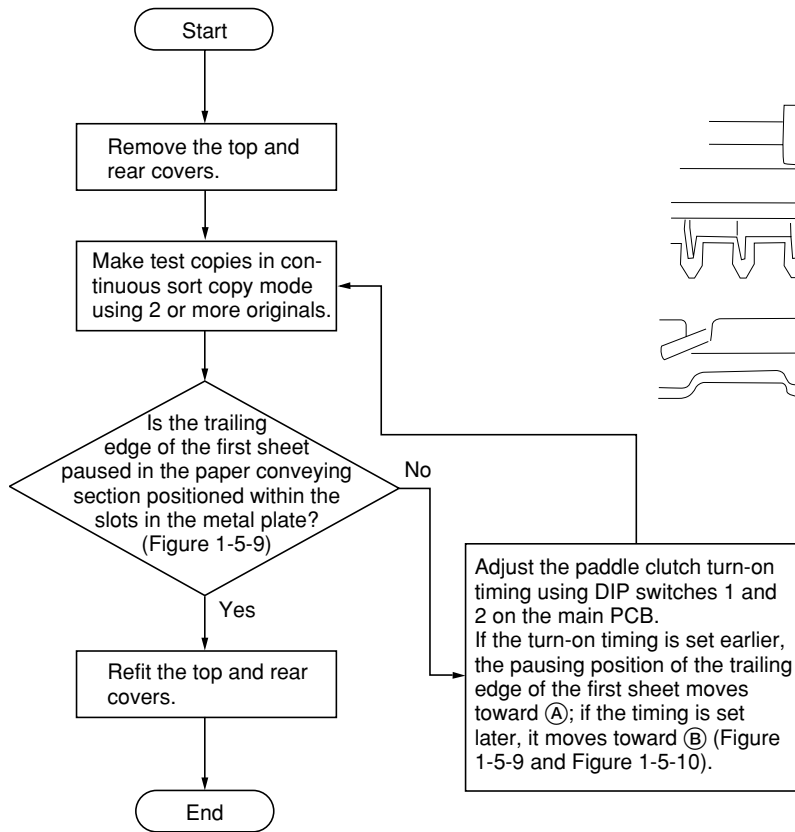 Start
Remove the top and
rear covers.
Make test copies in con-
tinuous sort copy mode
using 2 or more originals.
Is the trailing
edge of the first sheet
paused in the paper conveying
section positioned within the
slots in the metal plate?
(Figure 1-5-9)
No
Yes
Adjust the paddle clutch turn-on
timing using DIP switches 1 and
2 on the main PCB.
If the turn-on timing is set earlier,
the pausing position of the trailing
edge of the first sheet moves
toward Ⓐ; if the timing is set
later, it moves toward Ⓑ (Figure
1-5-9 and Figure 1-5-10).
Refit the top and rear
covers.
End